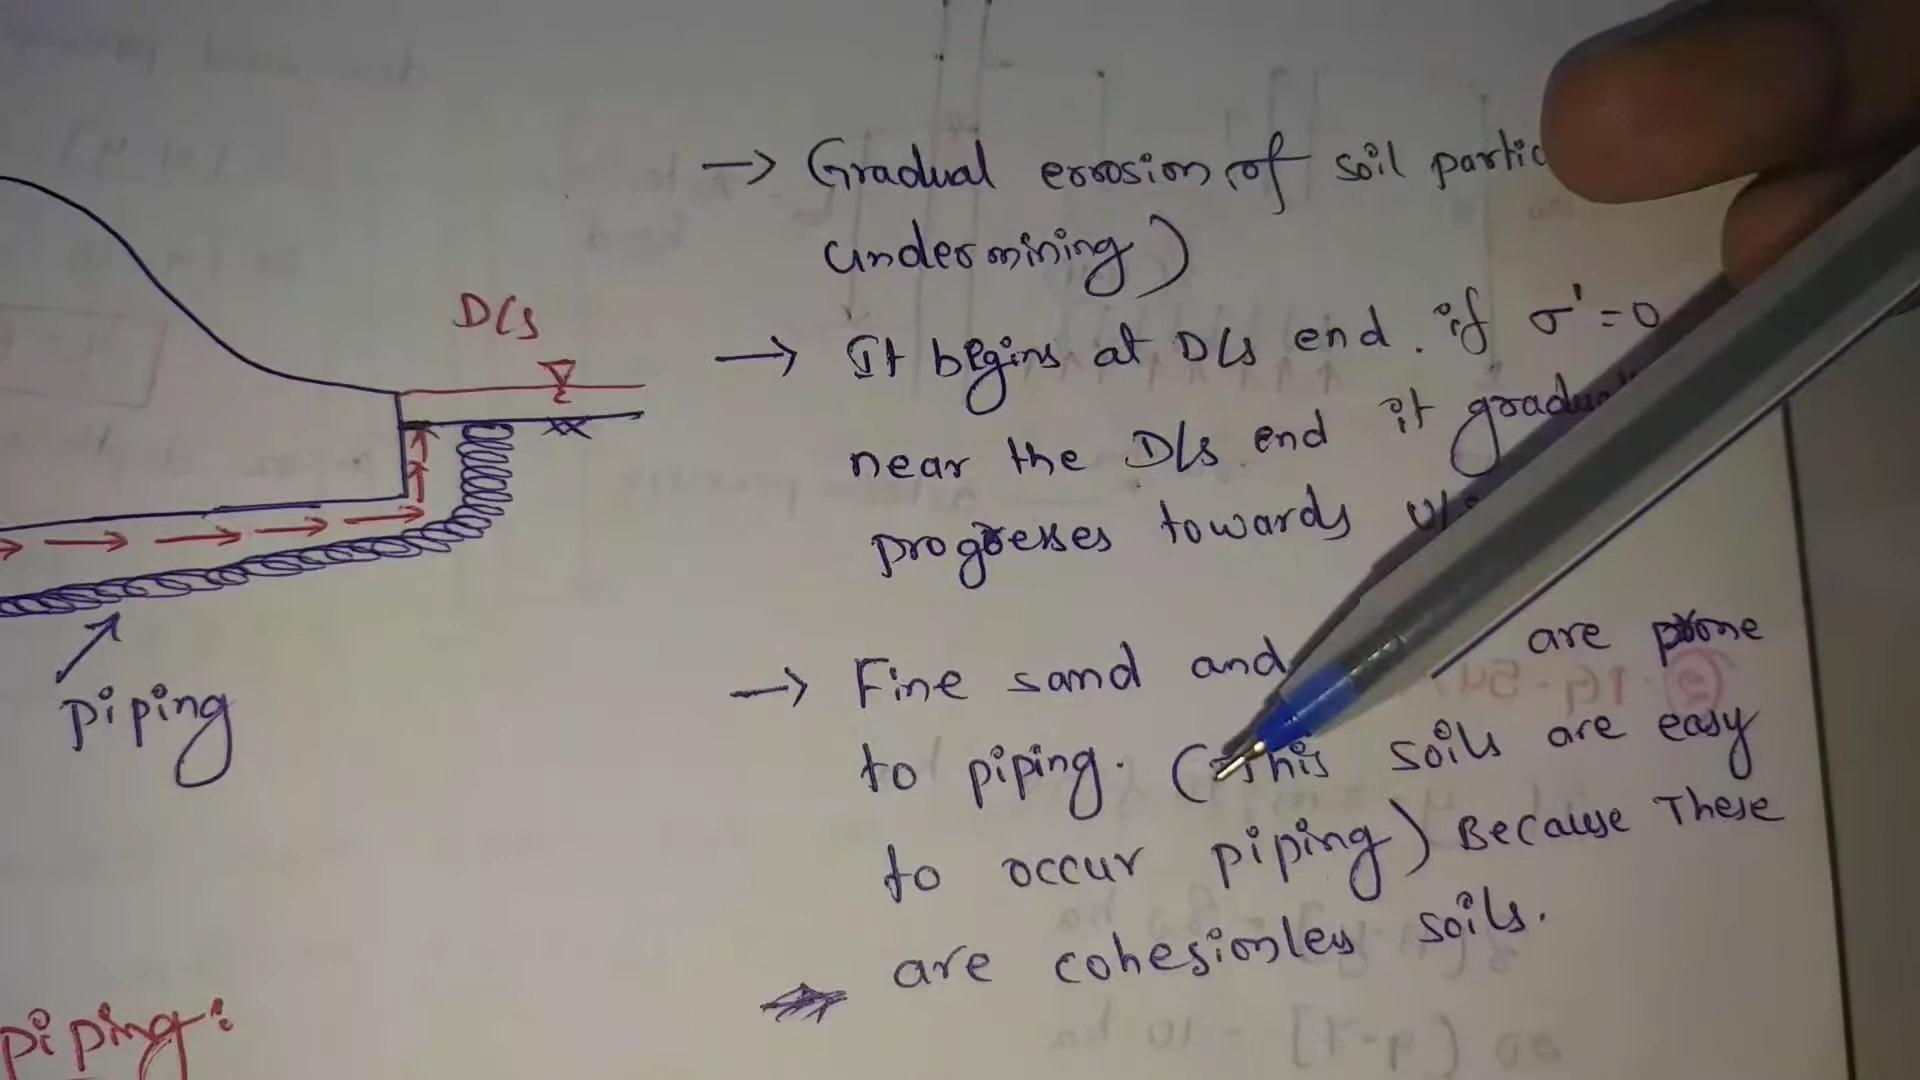 → Gradual errosion of soil partic
undermining)
D/s
→ It begins at D/s end. if σ' = 0
near the D/s end it gradu
progresses towards u/s
→ Fine sand and are prone
to piping. (This soils are easy
to occur piping) Because These
are cohesionless soils.
piping
piping: